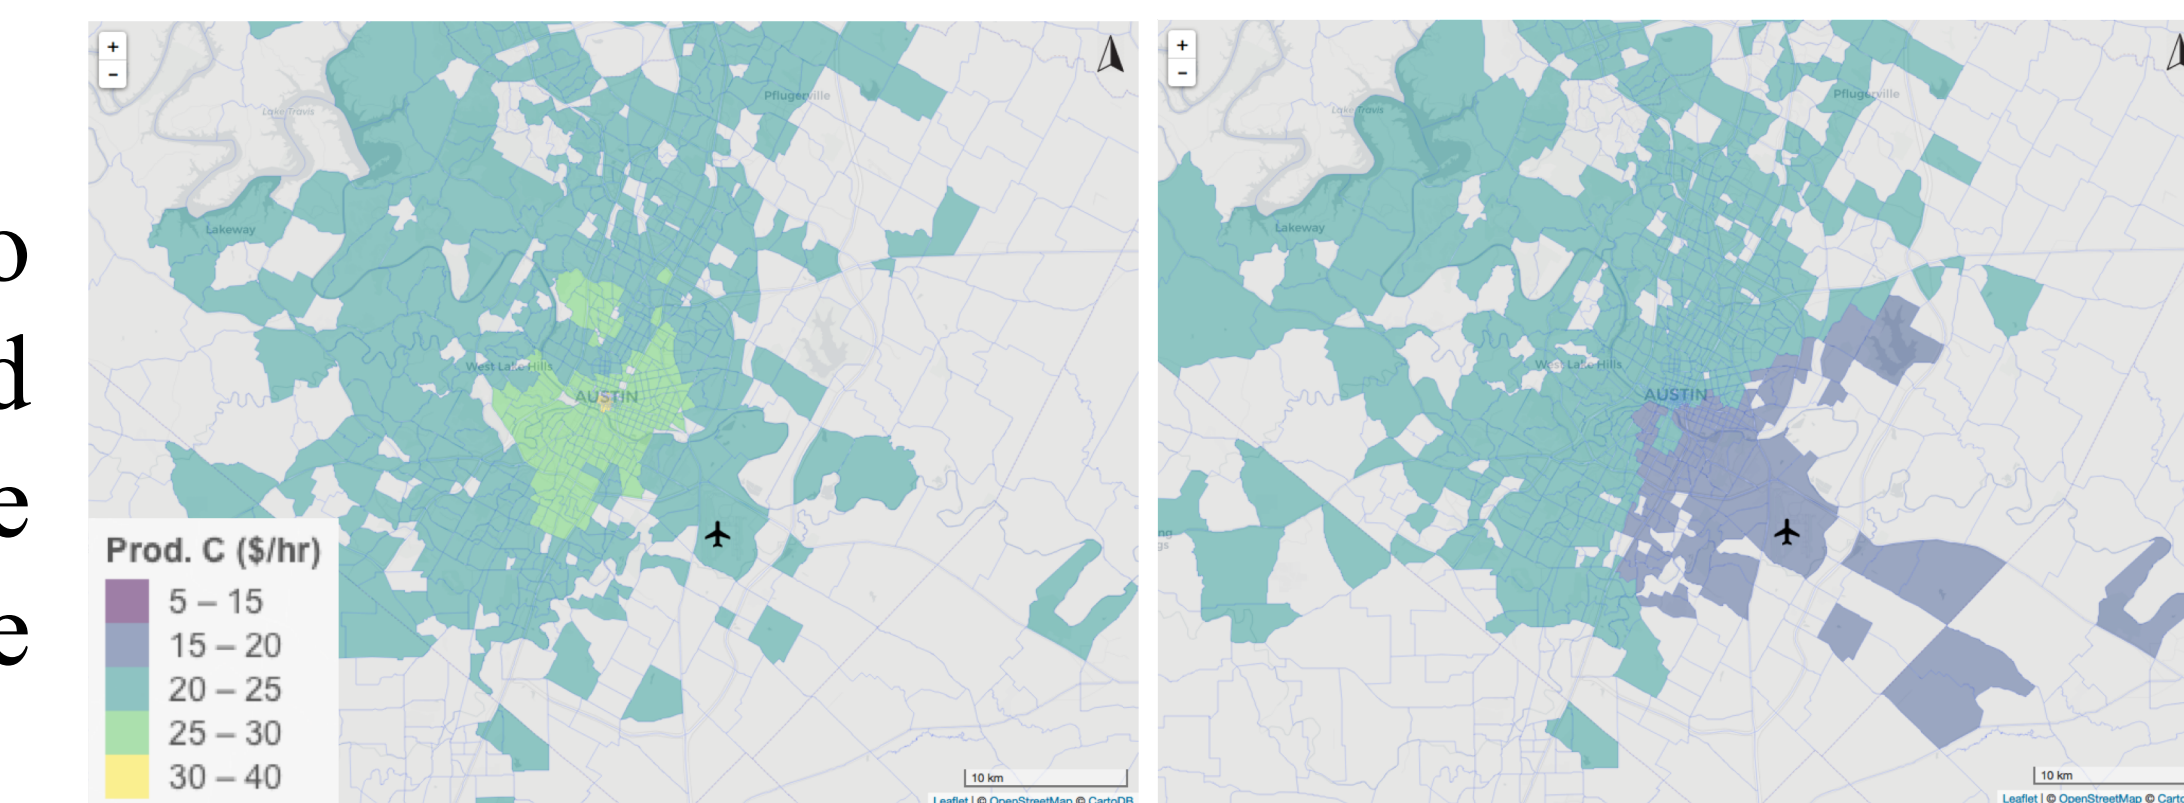 o
d
e
e
+
-
Lake Travis
Pflugerville
Lakeway
West Lake Hills
AUSTIN
Prod. C ($/hr)
5 – 15
15 – 20
20 – 25
25 – 30
30 – 40
10 km
Leaflet | © OpenStreetMap © CartoDB
+
-
Lake Travis
Pflugerville
Lakeway
West Lake Hills
AUSTIN
ng
gs
10 km
Leaflet | © OpenStreetMap © Carto